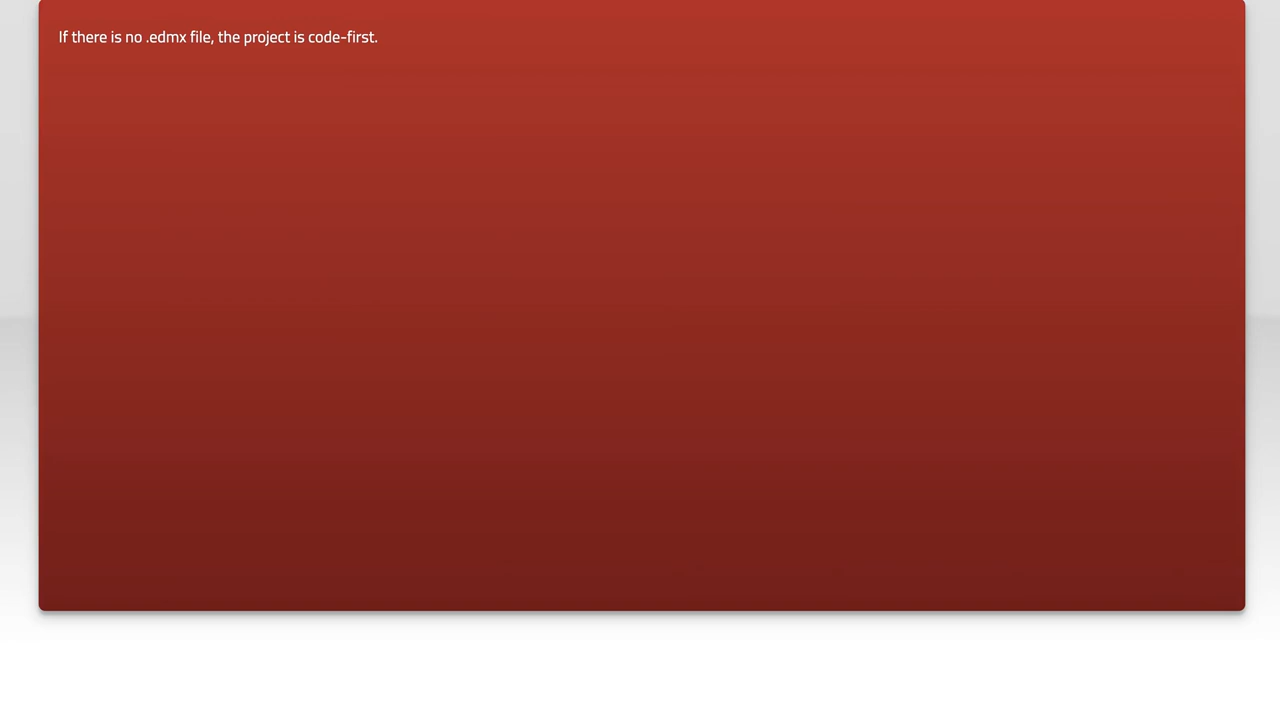 If there is no .edmx file, the project is code-first.